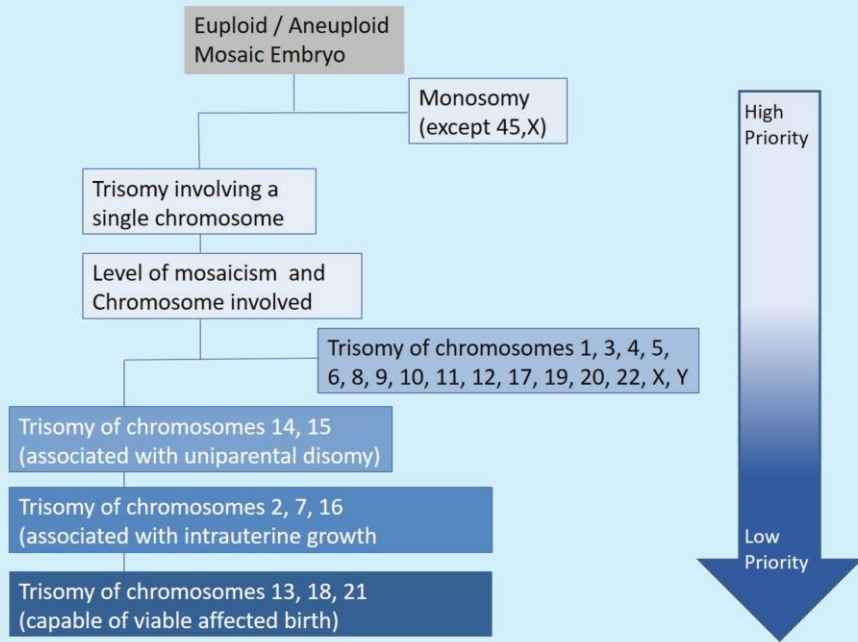 Euploid / Aneuploid
Mosaic Embryo
Monosomy
(except 45,X)
High
Priority
Trisomy involving a
single chromosome
Level of mosaicism and
Chromosome involved
Trisomy of chromosomes 1, 3, 4, 5,
6, 8, 9, 10, 11, 12, 17, 19, 20, 22, X, Y
Trisomy of chromosomes 14, 15
(associated with uniparental disomy)
Trisomy of chromosomes 2, 7, 16
(associated with intrauterine growth
Low
Priority
Trisomy of chromosomes 13, 18, 21
(capable of viable affected birth)